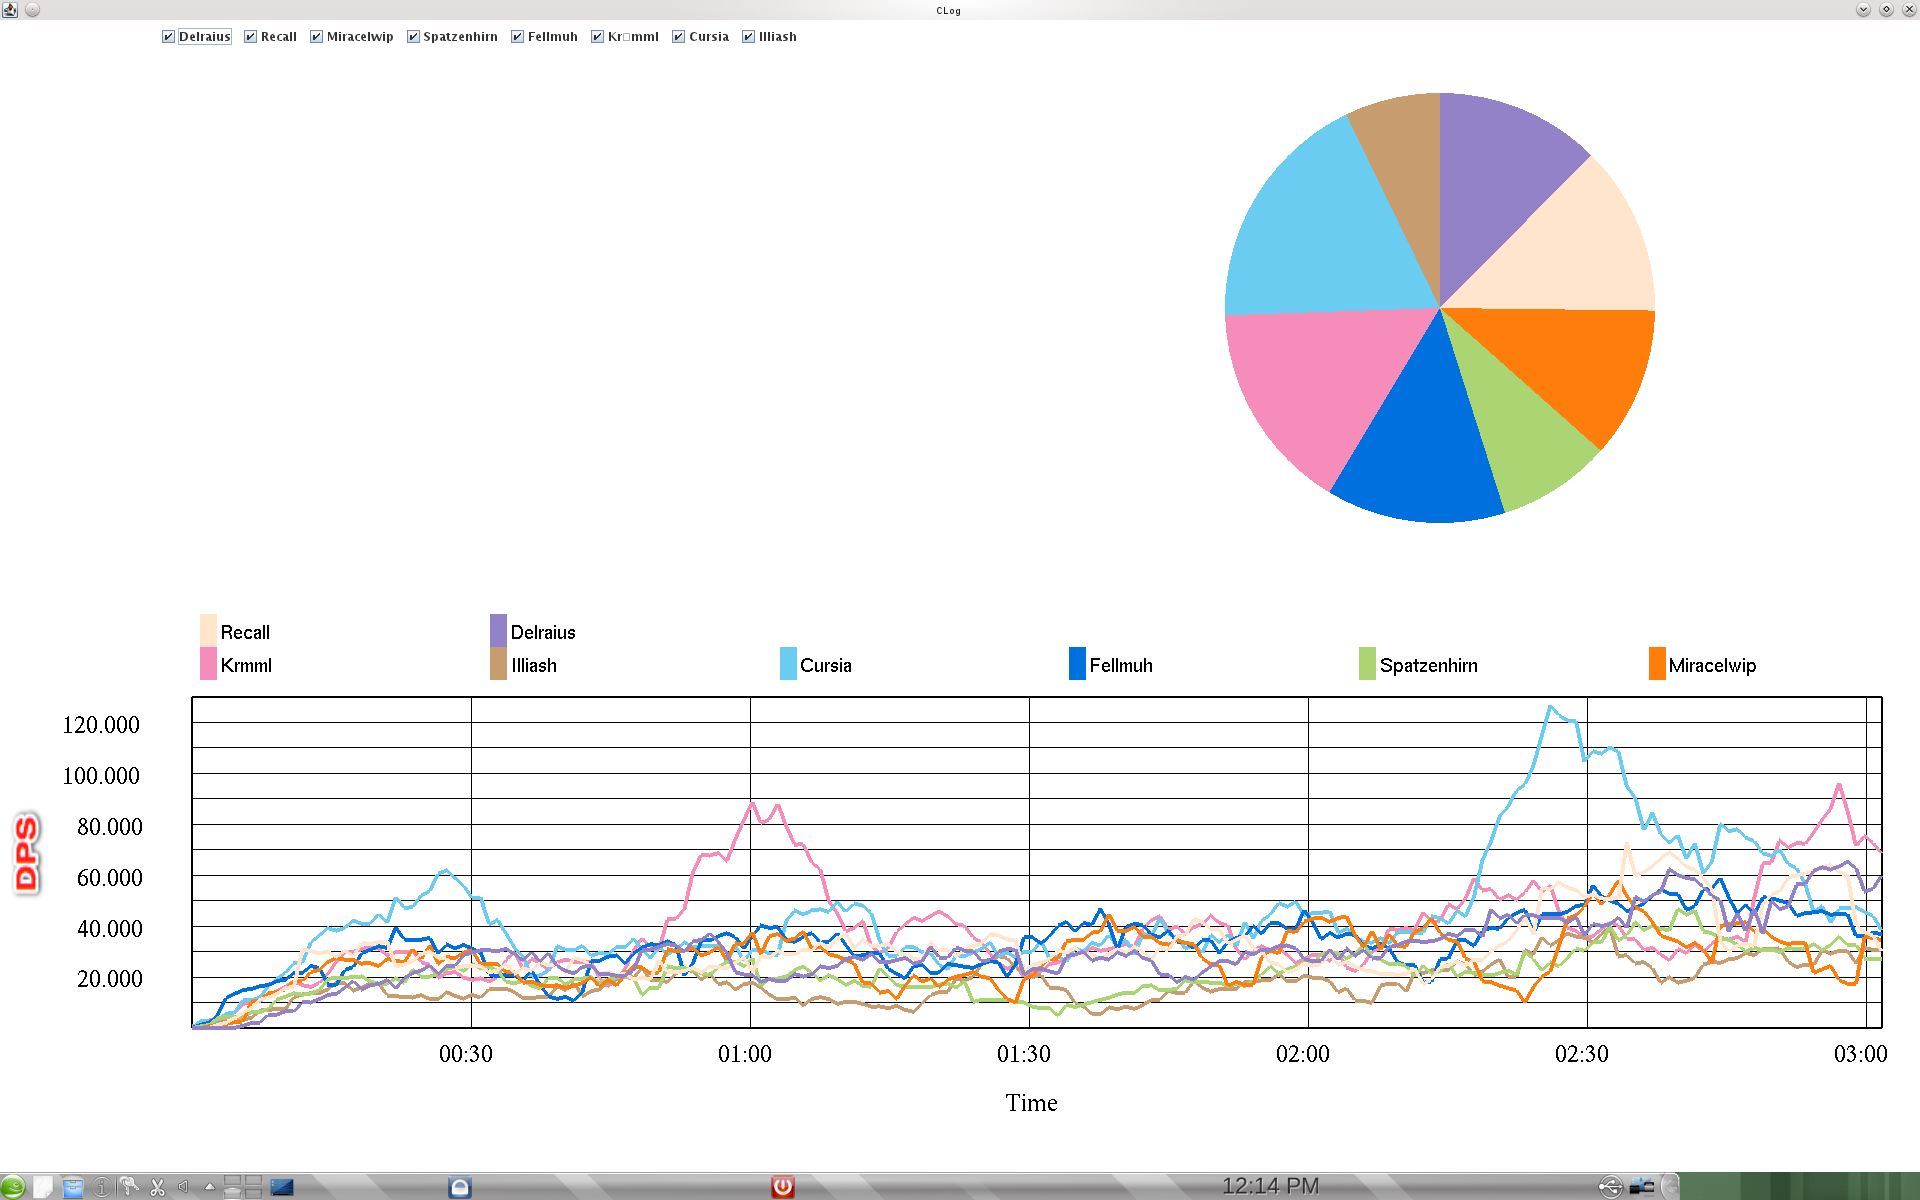 CLog
Delraius Recall Miracelwip Spatzenhirn Fellmuh Kr□mml Cursia Illiash
Recall Delraius
Krmml Illiash Cursia Fellmuh Spatzenhirn Miracelwip
120.000
100.000
80.000
60.000
40.000
20.000
DPS
00:30 01:00 01:30 02:00 02:30 03:00
Time
12:14 PM